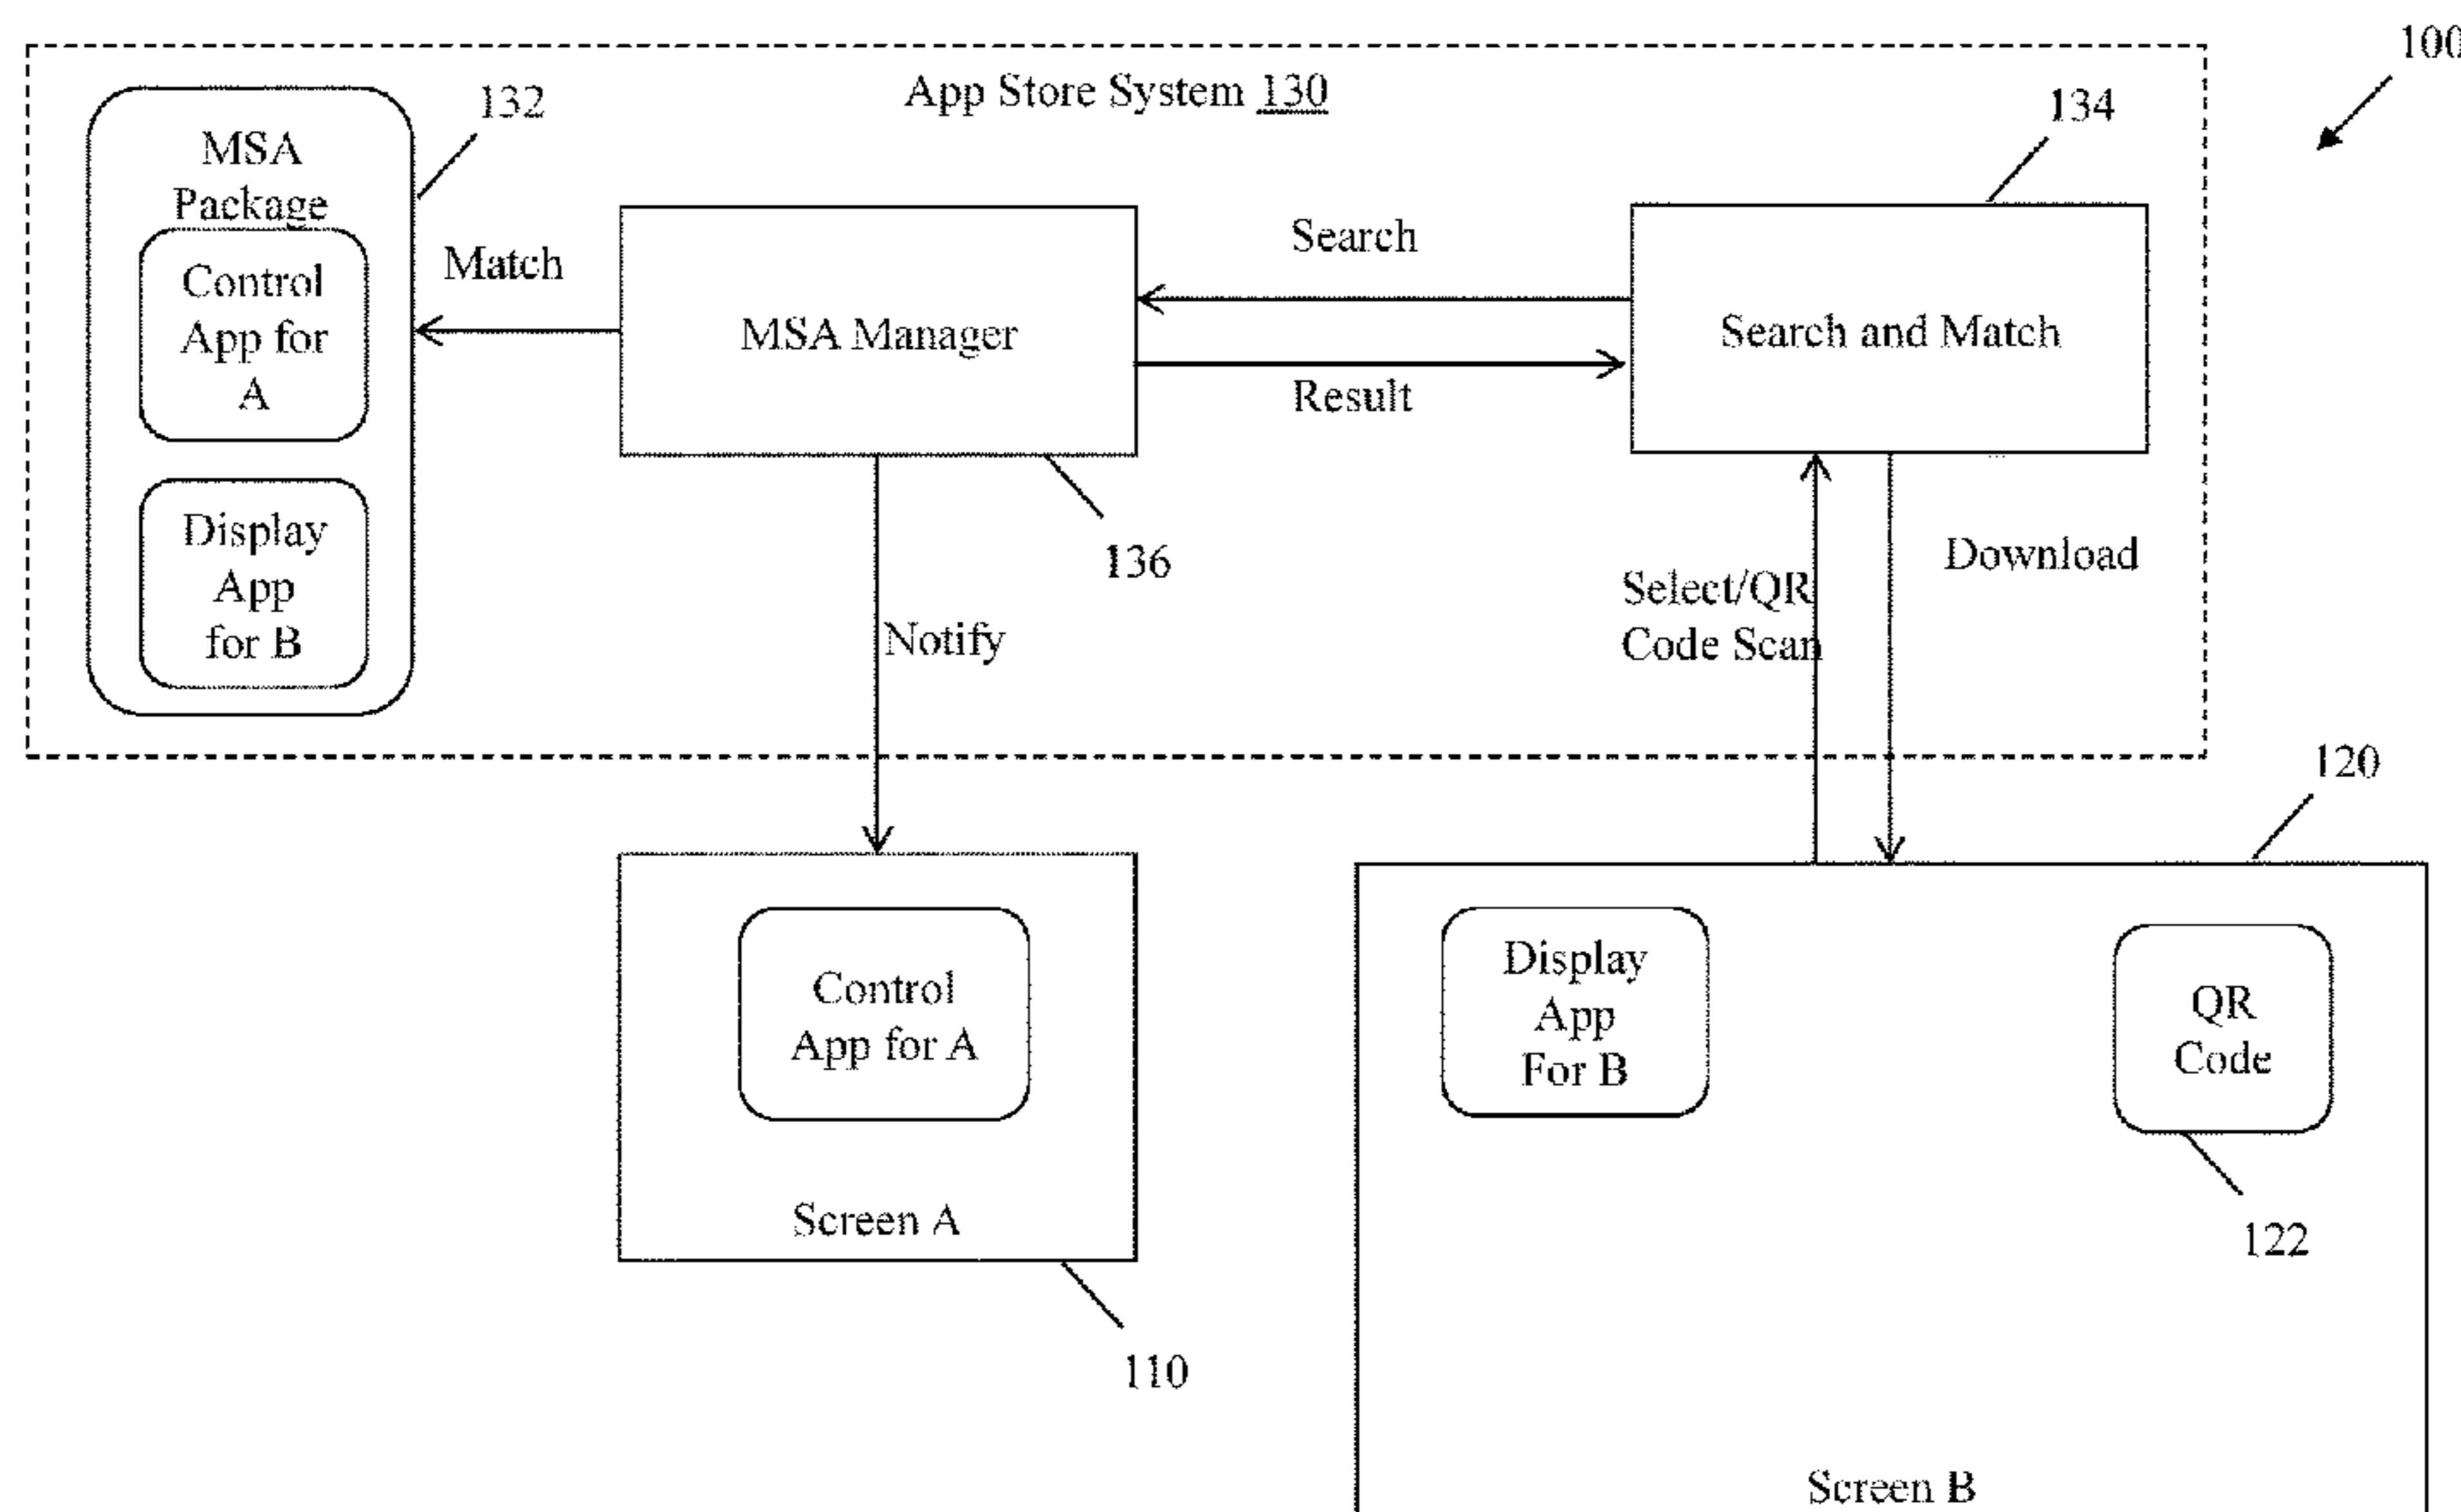 100
App Store System 130
132
134
MSA
Package
Control
App for
A
Display
App
for B
Match
MSA Manager
136
Search
Result
Search and Match
Notify
Select/QR
Code Scan
Download
120
Control
App for A
Screen A
110
Display
App
For B
QR
Code
122
Screen B